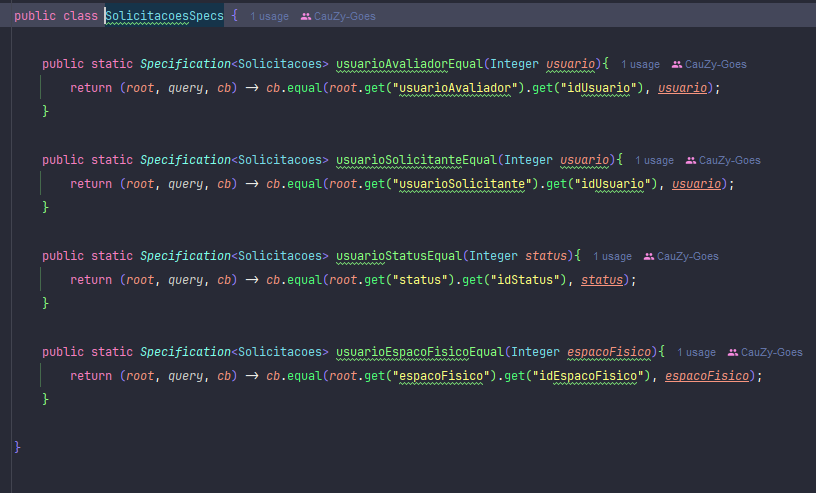 public class SolicitacoesSpecs { 1 usage CauZy-Goes
public static Specification<Solicitacoes> usuarioAvaliadorEqual(Integer usuario){ 1 usage CauZy-Goes
return (root, query, cb) -> cb.equal(root.get("usuarioAvaliador").get("idUsuario"), usuario);
}
public static Specification<Solicitacoes> usuarioSolicitanteEqual(Integer usuario){ 1 usage CauZy-Goes
return (root, query, cb) -> cb.equal(root.get("usuarioSolicitante").get("idUsuario"), usuario);
}
public static Specification<Solicitacoes> usuarioStatusEqual(Integer status){ 1 usage CauZy-Goes
return (root, query, cb) -> cb.equal(root.get("status").get("idStatus"), status);
}
public static Specification<Solicitacoes> usuarioEspacoFisicoEqual(Integer espacoFisico){ 1 usage CauZy-Goes
return (root, query, cb) -> cb.equal(root.get("espacoFisico").get("idEspacoFisico"), espacoFisico);
}
}